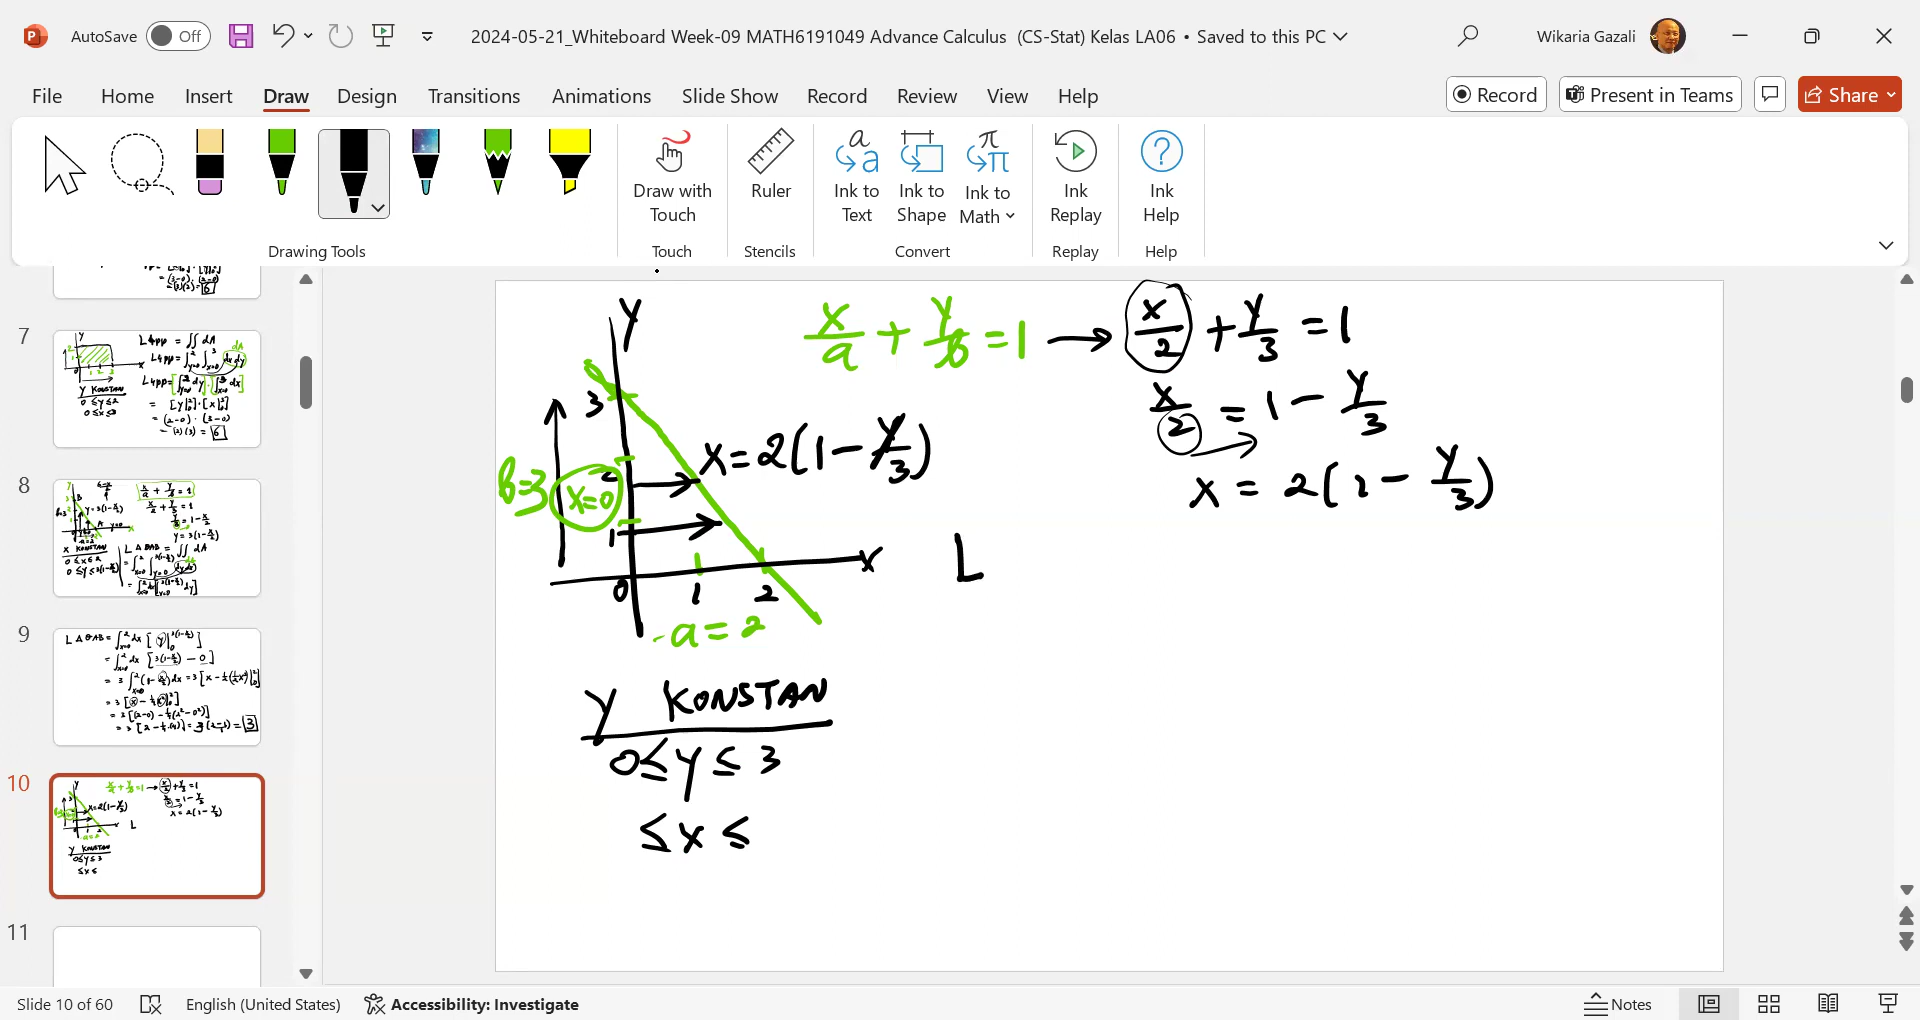 AutoSave Off 2024-05-21_Whiteboard Week-09 MATH6191049 Advance Calculus (CS-Stat) Kelas LA06 • Saved to this PC Wikaria Gazali
File Home Insert Draw Design Transitions Animations Slide Show Record Review View Help Record Present in Teams Share
Draw with Touch
Ruler
Ink to Text
Ink to Shape
Ink to Math
Ink Replay
Ink Help
Drawing Tools Touch Stencils Convert Replay Help
7
8
9
10
11
Y
x/a + y/b = 1 → x/2 + y/3 = 1
x/2 = 1 - y/3
x = 2(1 - y/3)
3
x = 2(1 - y/3)
b=3 x=0 2
1
x
L
0 1 2
-a = 2
Y KONSTAN
0 ≤ y ≤ 3
≤ x ≤
Slide 10 of 60 English (United States) Accessibility: Investigate Notes